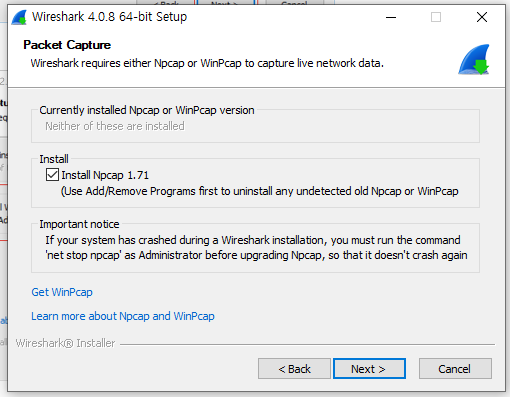 < Back
Next >
Cancel
Wireshark 4.0.8 64-bit Setup
Packet Capture
Wireshark requires either Npcap or WinPcap to capture live network data.
Currently installed Npcap or WinPcap version
Neither of these are installed
Install
Install Npcap 1.71
(Use Add/Remove Programs first to uninstall any undetected old Npcap or WinPcap
Important notice
If your system has crashed during a Wireshark installation, you must run the command
'net stop npcap' as Administrator before upgrading Npcap, so that it doesn't crash again
Get WinPcap
Learn more about Npcap and WinPcap
Wireshark® Installer
< Back
Next >
Cancel